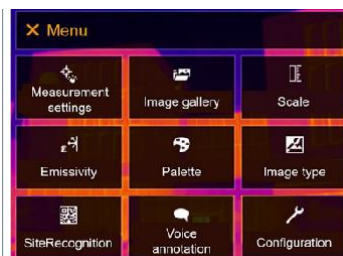 X Menu
Measurement
settings
Image gallery
Scale
Emissivity
Palette
Image type
SiteRecognition
Voice
annotation
Configuration